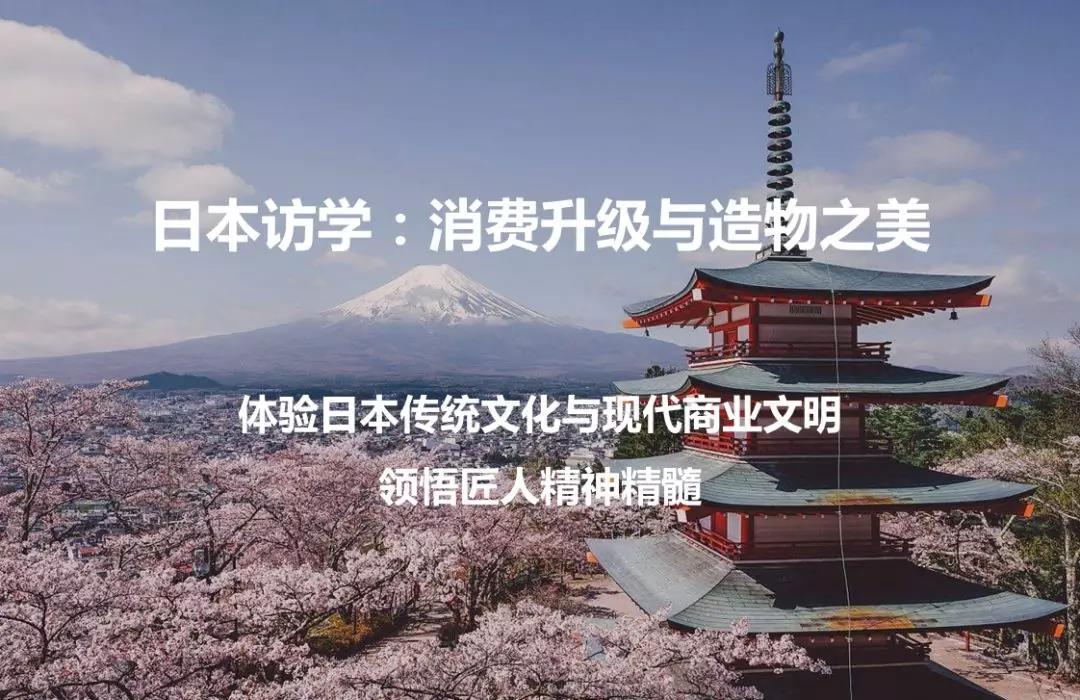 日本访学：消费升级与造物之美
体验日本传统文化与现代商业文明
领悟匠人精神精髓